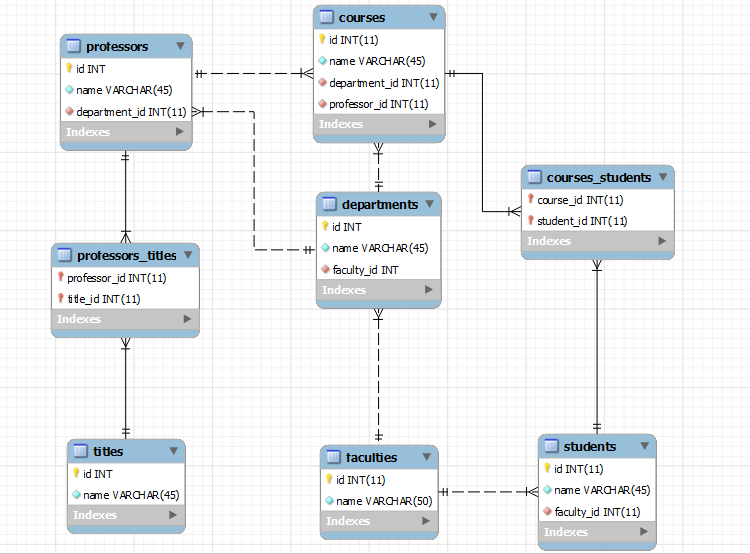 courses
id INT(11)
name VARCHAR(45)
department_id INT(11)
professor_id INT(11)
Indexes
professors
id INT
name VARCHAR(45)
department_id INT(11)
Indexes
courses_students
course_id INT(11)
student_id INT(11)
Indexes
departments
id INT
name VARCHAR(45)
faculty_id INT
Indexes
professors_titles
professor_id INT(11)
title_id INT(11)
Indexes
titles
id INT
name VARCHAR(45)
Indexes
faculties
id INT(11)
name VARCHAR(50)
Indexes
students
id INT(11)
name VARCHAR(45)
faculty_id INT(11)
Indexes